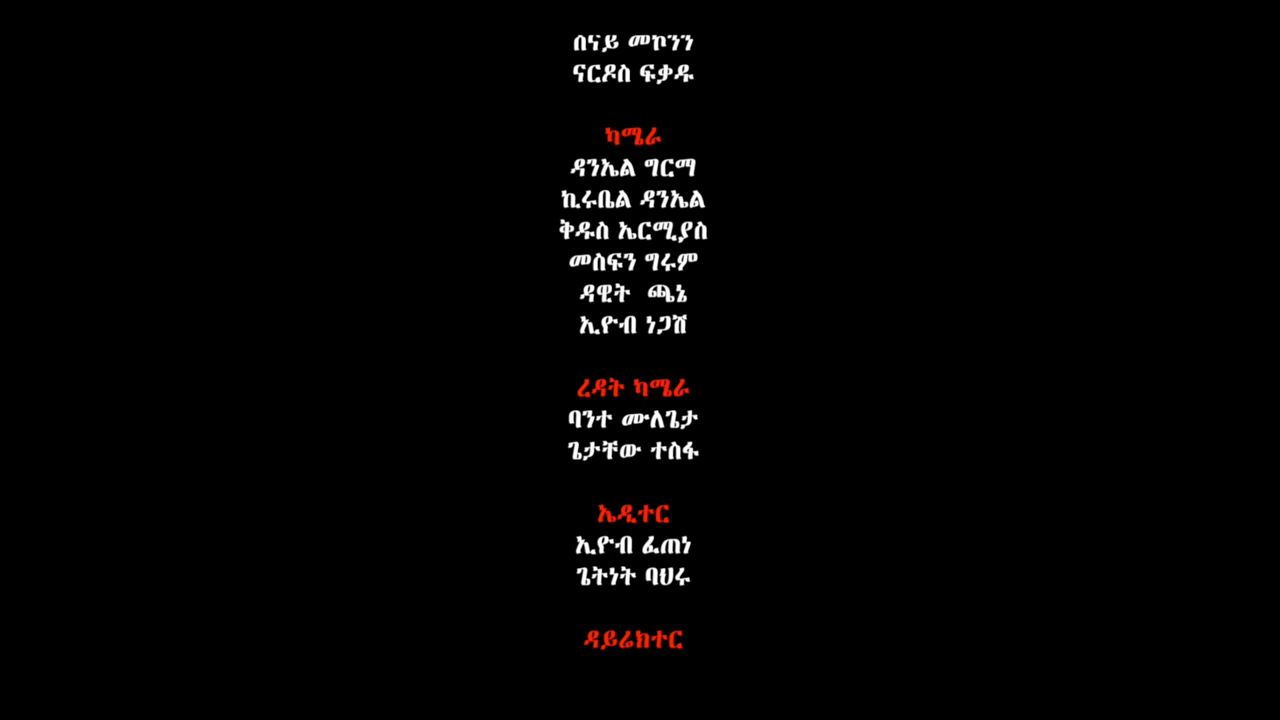 በናይ መኮንን
ናርዶስ ፍቃዱ
ካሜራ
ዳንኤል ግርማ
ኪሩቤል ዳንኤል
ቅዱስ ኤርሚያስ
መስፍን ግሩም
ዳዊት ጫኔ
ኢዮብ ነጋሽ
ረዳት ካሜራ
ባንተ ሙለጌታ
ጌታቸው ተስፋ
ኤዲተር
ኢዮብ ፈጠነ
ጌትነት ባህሩ
ዳይሬክተር